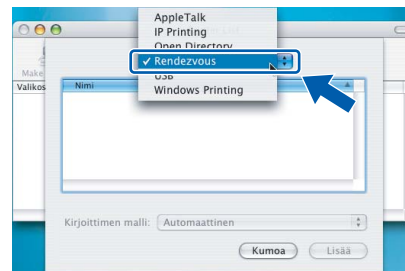 AppleTalk
IP Printing
Open Directory
✓ Rendezvous
USB
Windows Printing
Make
Valikos
Nimi
Kirjoittimen malli: Automaattinen
Kumoa Lisää